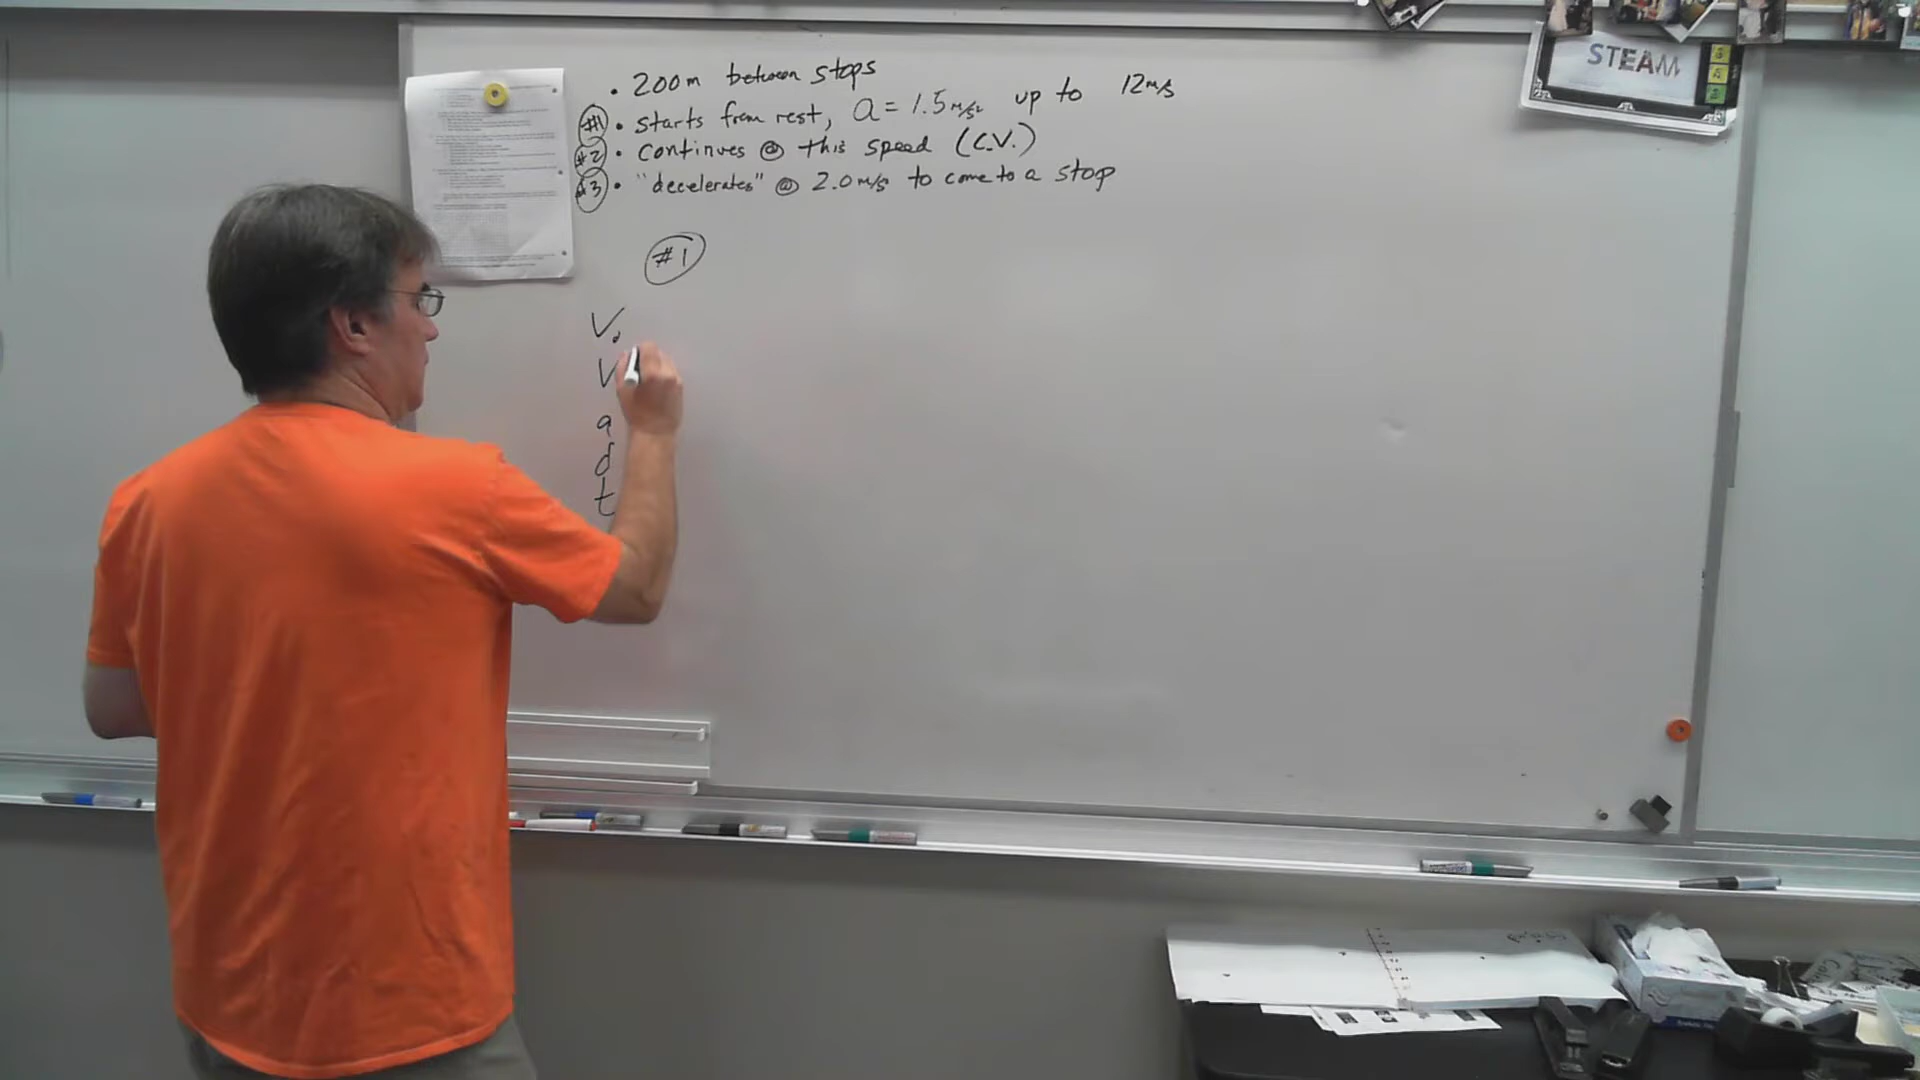 STEAM
• 200m between stops
#1 • starts from rest, a = 1.5 m/s² up to 12 m/s
#2 • continues @ this speed (C.V.)
#3 • "decelerates" @ 2.0 m/s to come to a stop
#1
V₀
V
a
d
t